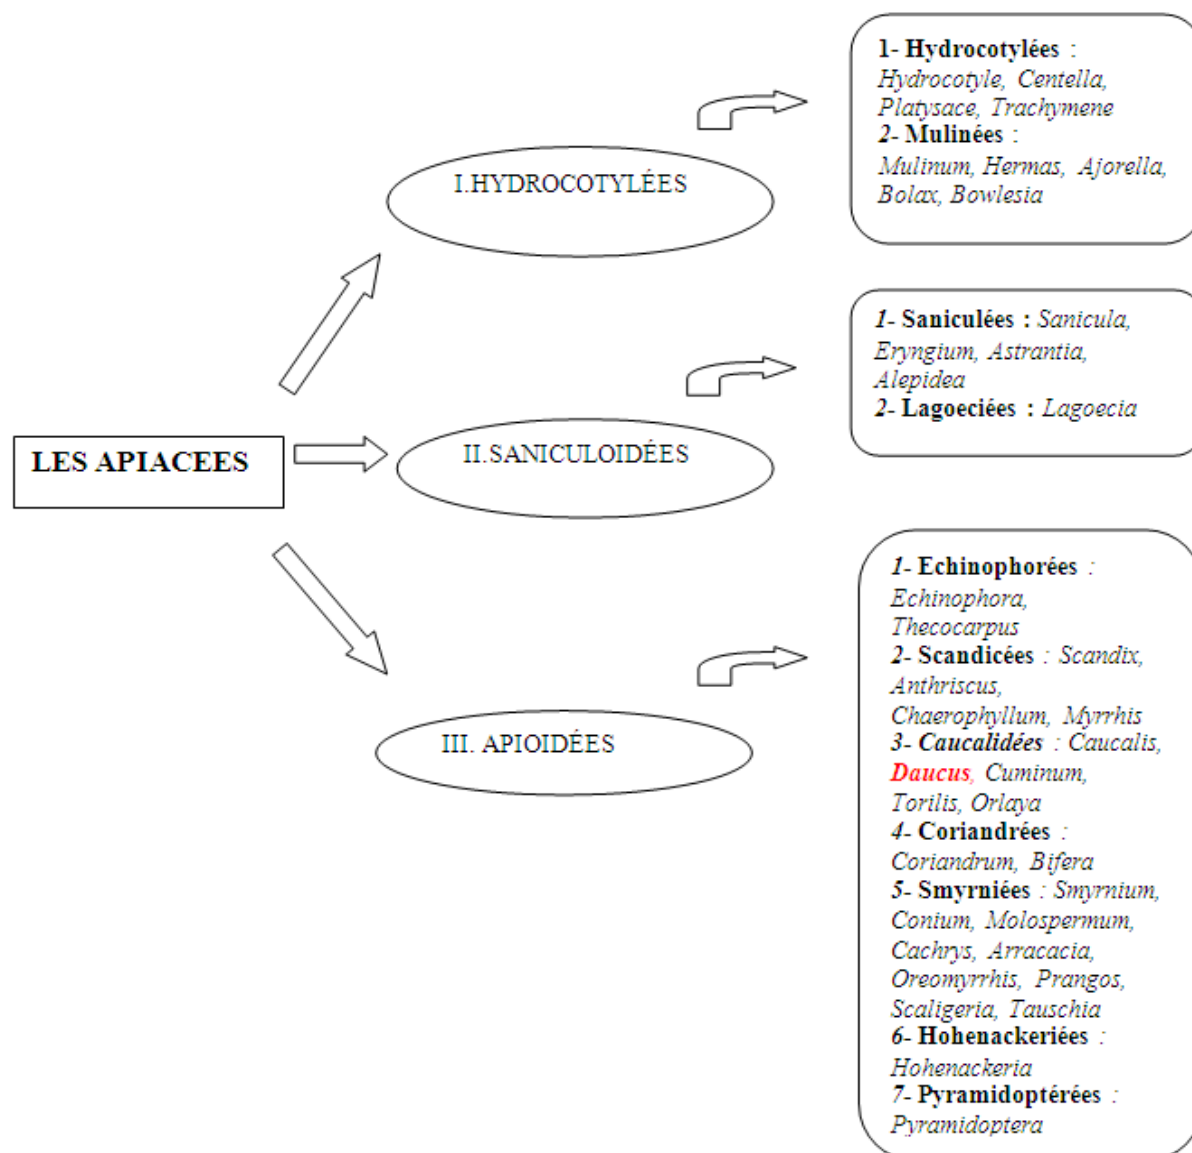 LES APIACEES
I.HYDROCOTYLÉES
1- Hydrocotylées :
Hydrocotyle, Centella,
Platysace, Trachymene
2- Mulinées :
Mulinum, Hermas, Ajorella,
Bolax, Bowlesia
II.SANICULOIDÉES
1- Saniculées : Sanicula,
Eryngium, Astrantia,
Alepidea
2- Lagoeciées : Lagoecia
III. APIOIDÉES
1- Echinophorées :
Echinophora,
Thecocarpus
2- Scandicées : Scandix,
Anthriscus,
Chaerophyllum, Myrrhis
3- Caucalidées : Caucalis,
Daucus, Cuminum,
Torilis, Orlaya
4- Coriandrées :
Coriandrum, Bifera
5- Smyrniées : Smyrnium,
Conium, Molospermum,
Cachrys, Arracacia,
Oreomyrrhis, Prangos,
Scaligeria, Tauschia
6- Hohenackeriées :
Hohenackeria
7- Pyramidoptérées :
Pyramidoptera